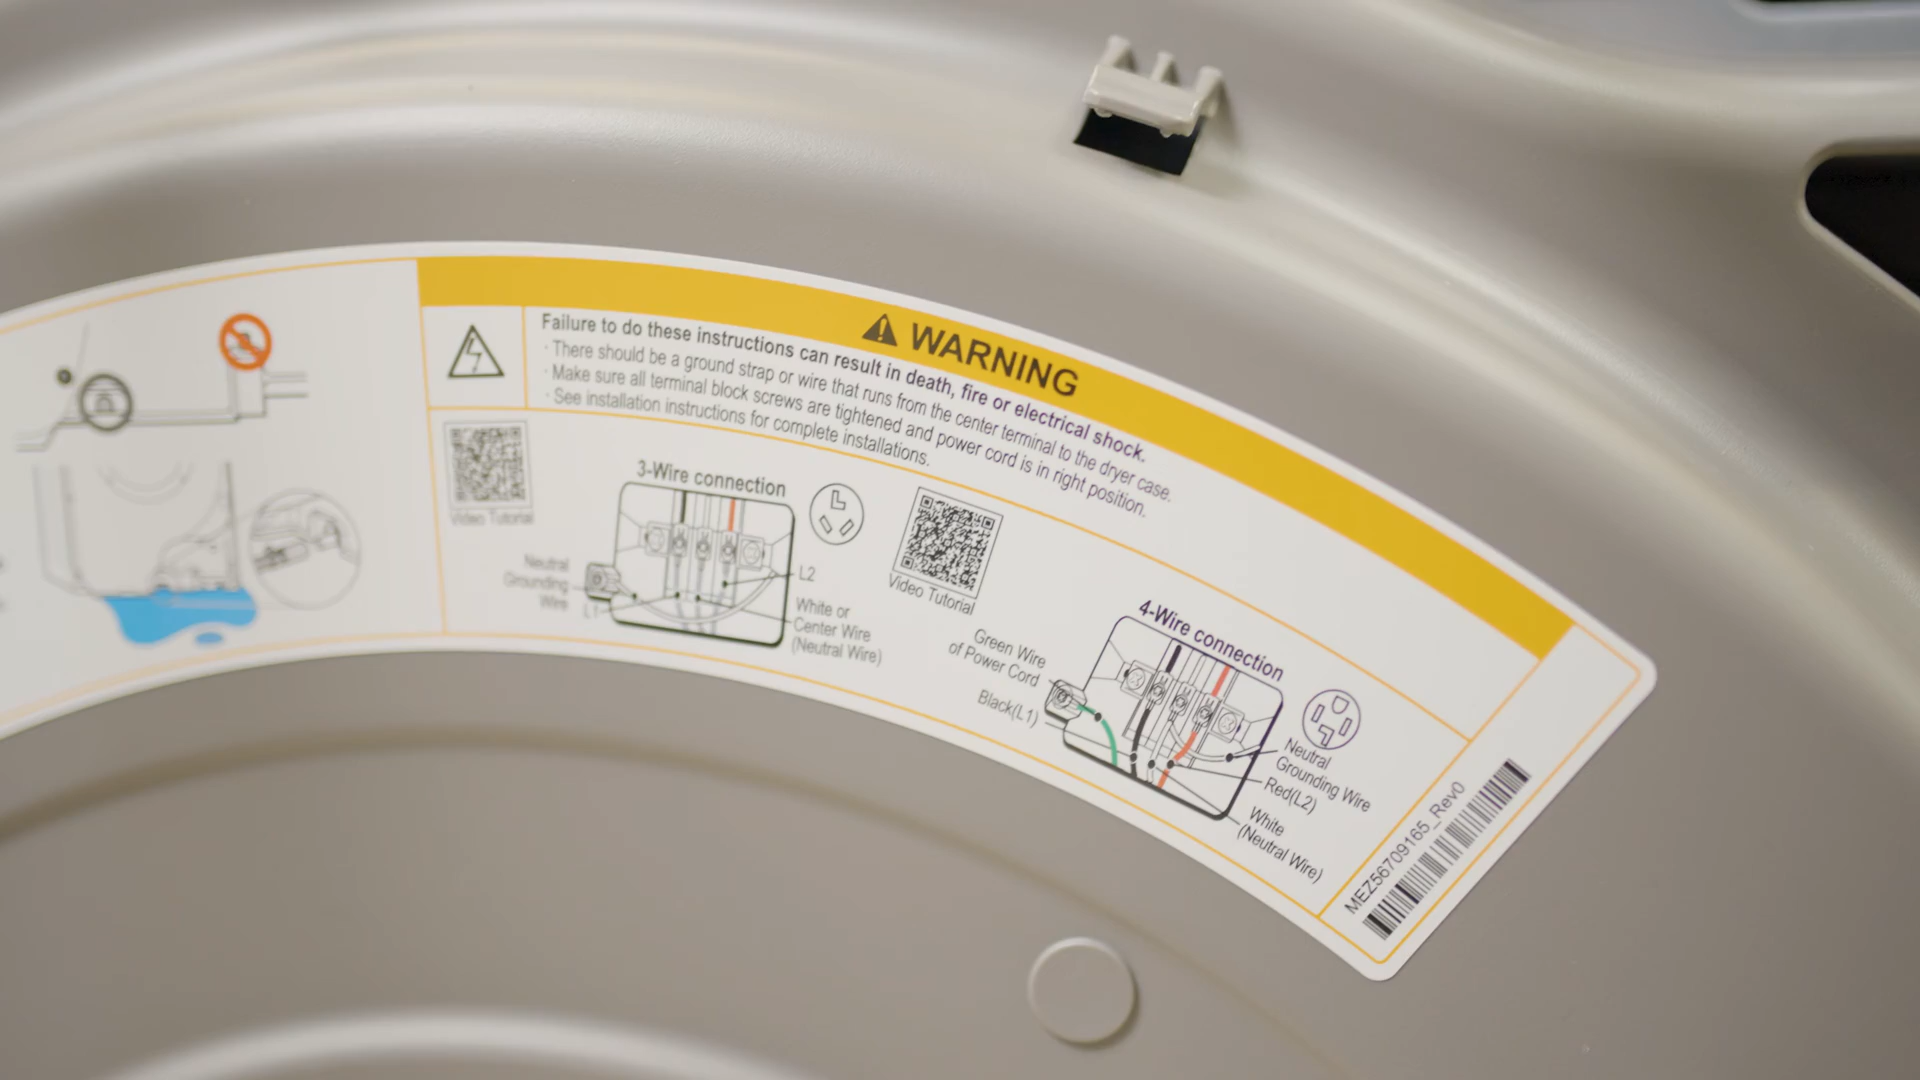 WARNING
Failure to do these instructions can result in death, fire or electrical shock.
· There should be a ground strap or wire that runs from the center terminal to the dryer case.
· Make sure all terminal block screws are tightened and power cord is in right position.
· See installation instructions for complete installations.
Video Tutorial
3-Wire connection
Neutral
Grounding
Wire
L1
L2
White or
Center Wire
(Neutral Wire)
Video Tutorial
4-Wire connection
Green Wire
of Power Cord
Black(L1)
Neutral
Grounding Wire
Red(L2)
White
(Neutral Wire)
MEZ56709165_Rev0